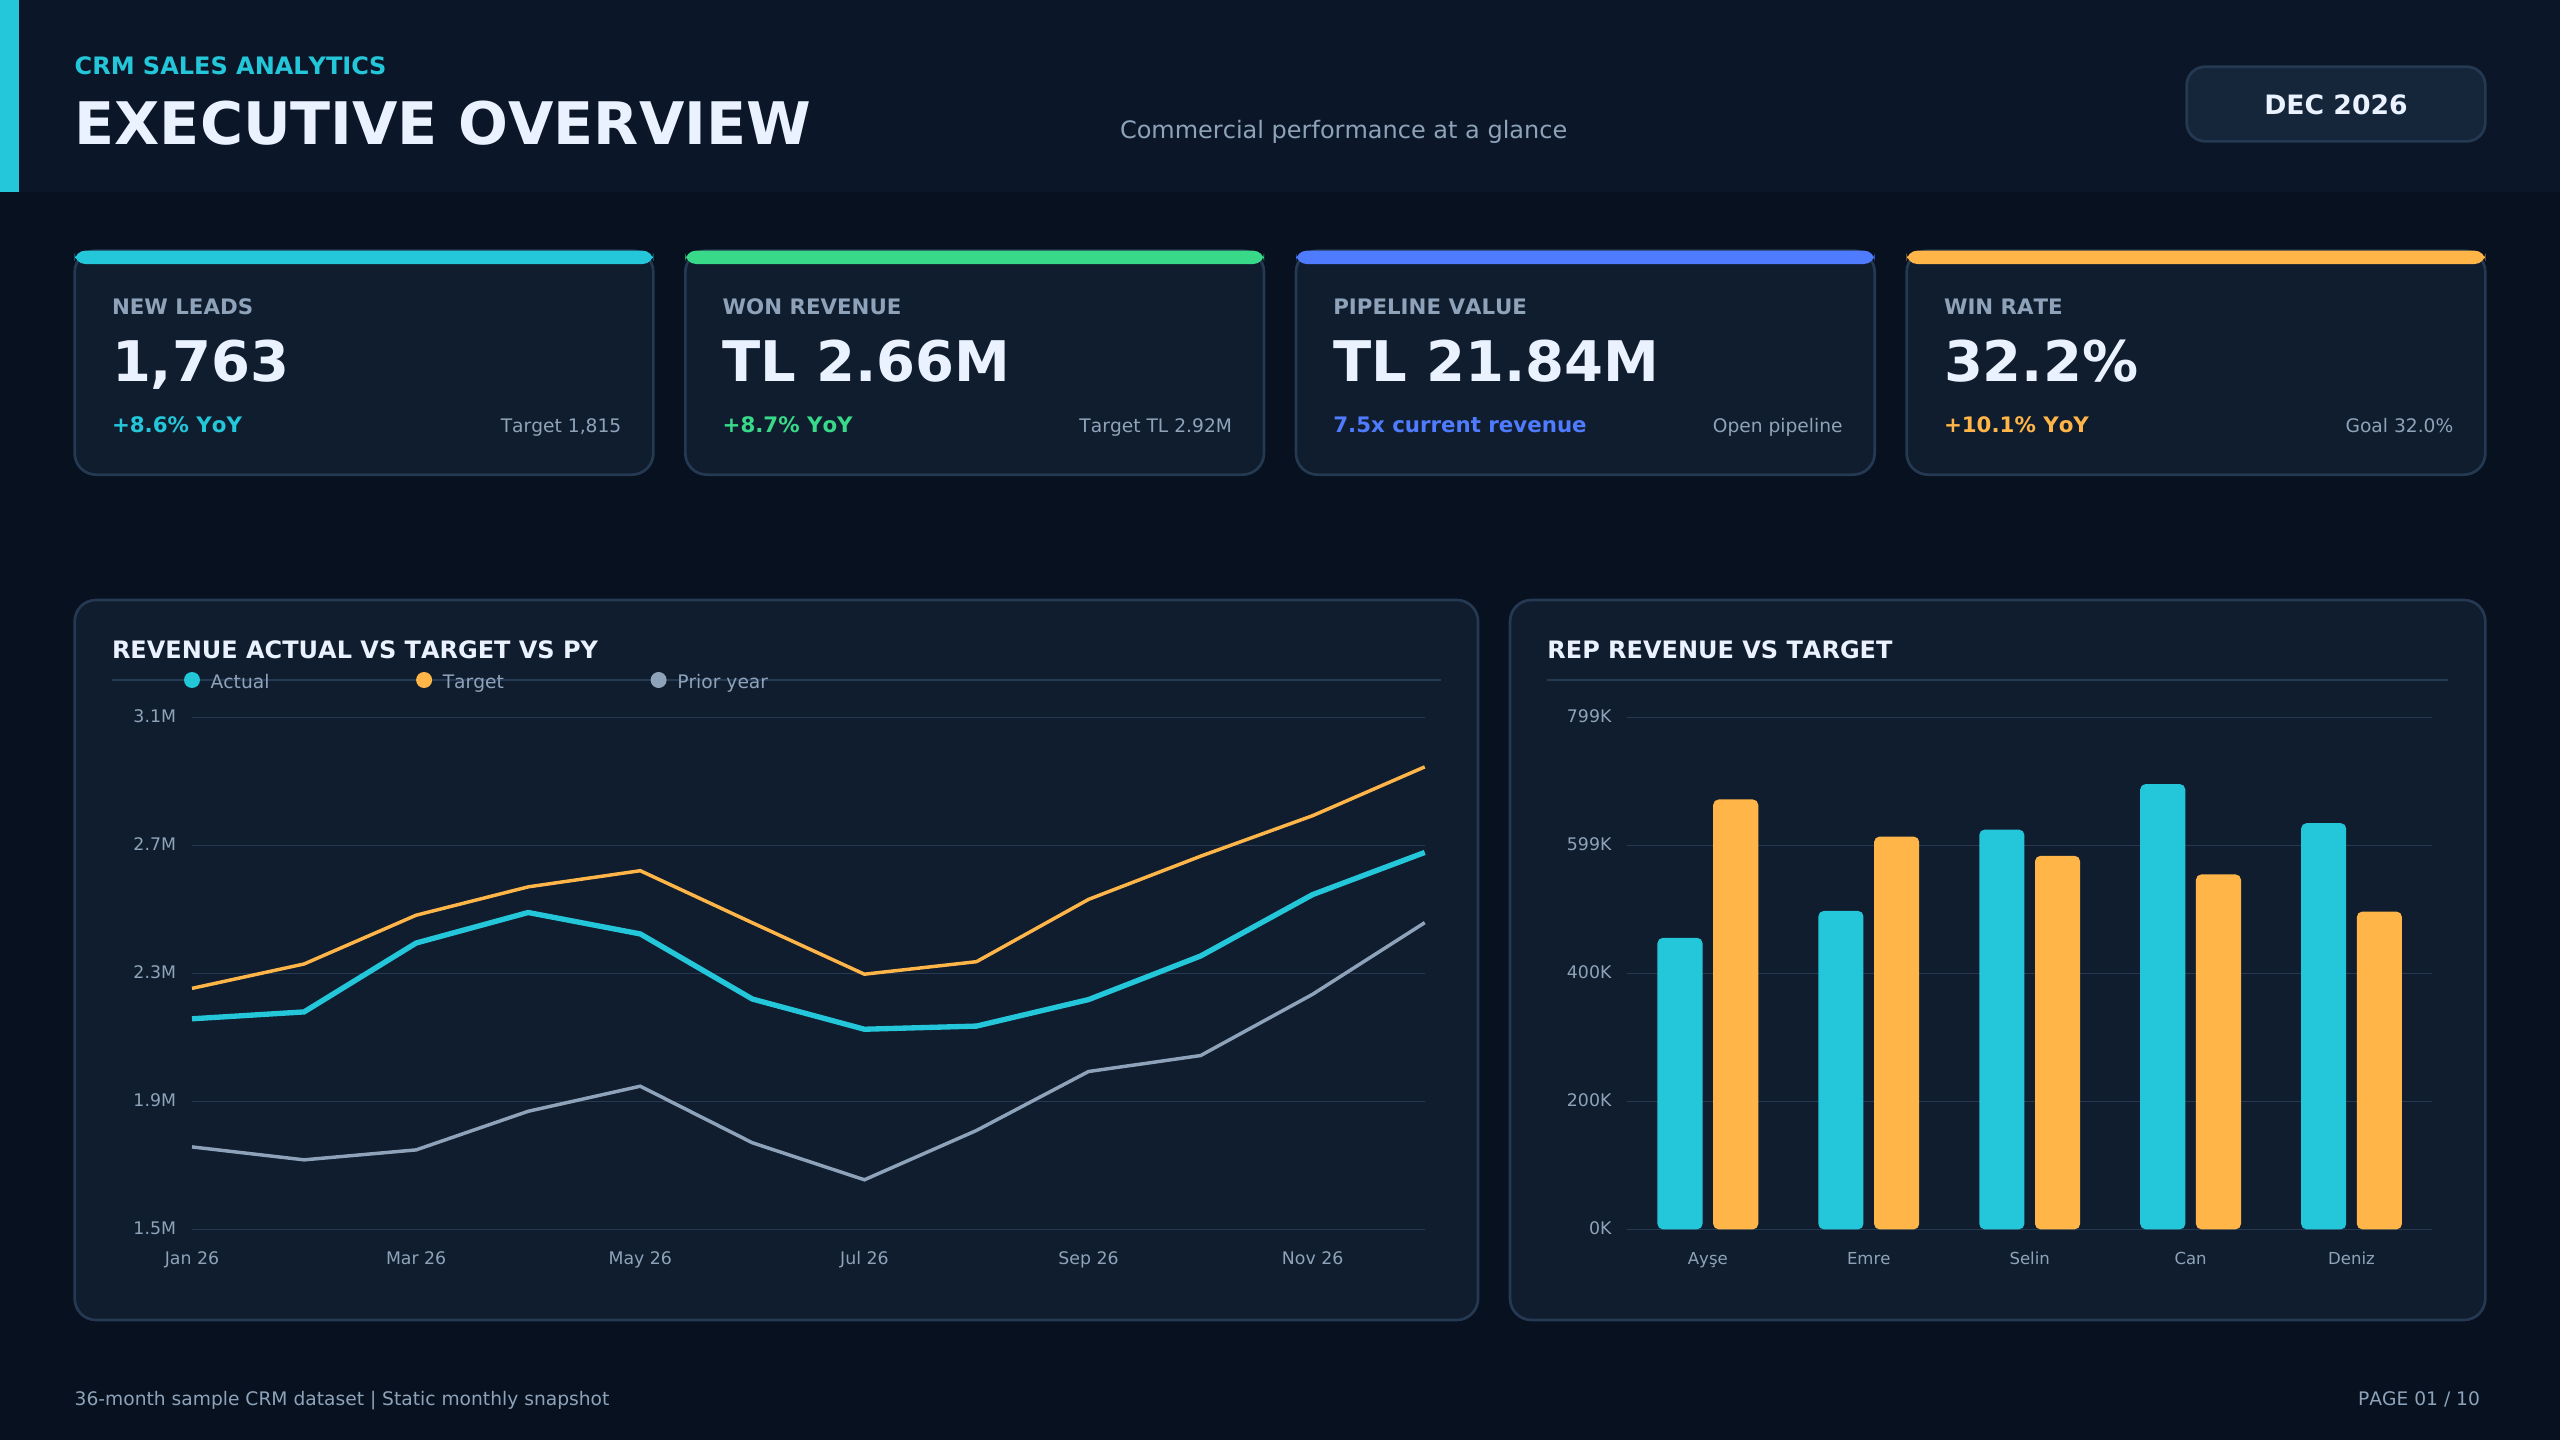 CRM SALES ANALYTICS
EXECUTIVE OVERVIEW
Commercial performance at a glance
DEC 2026
NEW LEADS
1,763
+8.6% YoY
Target 1,815
WON REVENUE
TL 2.66M
+8.7% YoY
Target TL 2.92M
PIPELINE VALUE
TL 21.84M
7.5x current revenue
Open pipeline
WIN RATE
32.2%
+10.1% YoY
Goal 32.0%
REVENUE ACTUAL VS TARGET VS PY
Actual
Target
Prior year
3.1M
2.7M
2.3M
1.9M
1.5M
Jan 26
Mar 26
May 26
Jul 26
Sep 26
Nov 26
REP REVENUE VS TARGET
799K
599K
400K
200K
0K
Ayşe
Emre
Selin
Can
Deniz
36-month sample CRM dataset | Static monthly snapshot
PAGE 01 / 10